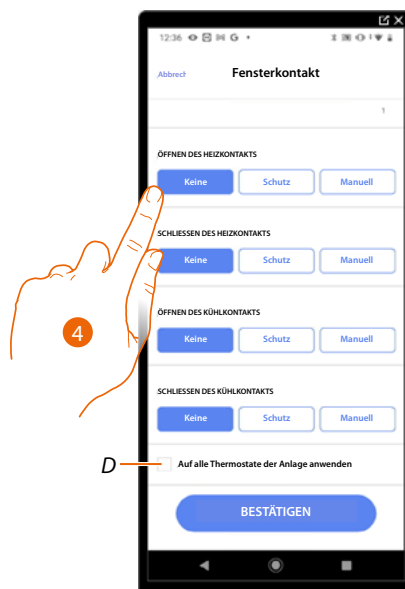 12:36
Abbrech
Fensterkontakt
1
ÖFFNEN DES HEIZKONTAKTS
Keine Schutz Manuell
SCHLIESSEN DES HEIZKONTAKTS
Keine Schutz Manuell
ÖFFNEN DES KÜHLKONTAKTS
Keine Schutz Manuell
SCHLIESSEN DES KÜHLKONTAKTS
Keine Schutz Manuell
4
D
Auf alle Thermostate der Anlage anwenden
BESTÄTIGEN